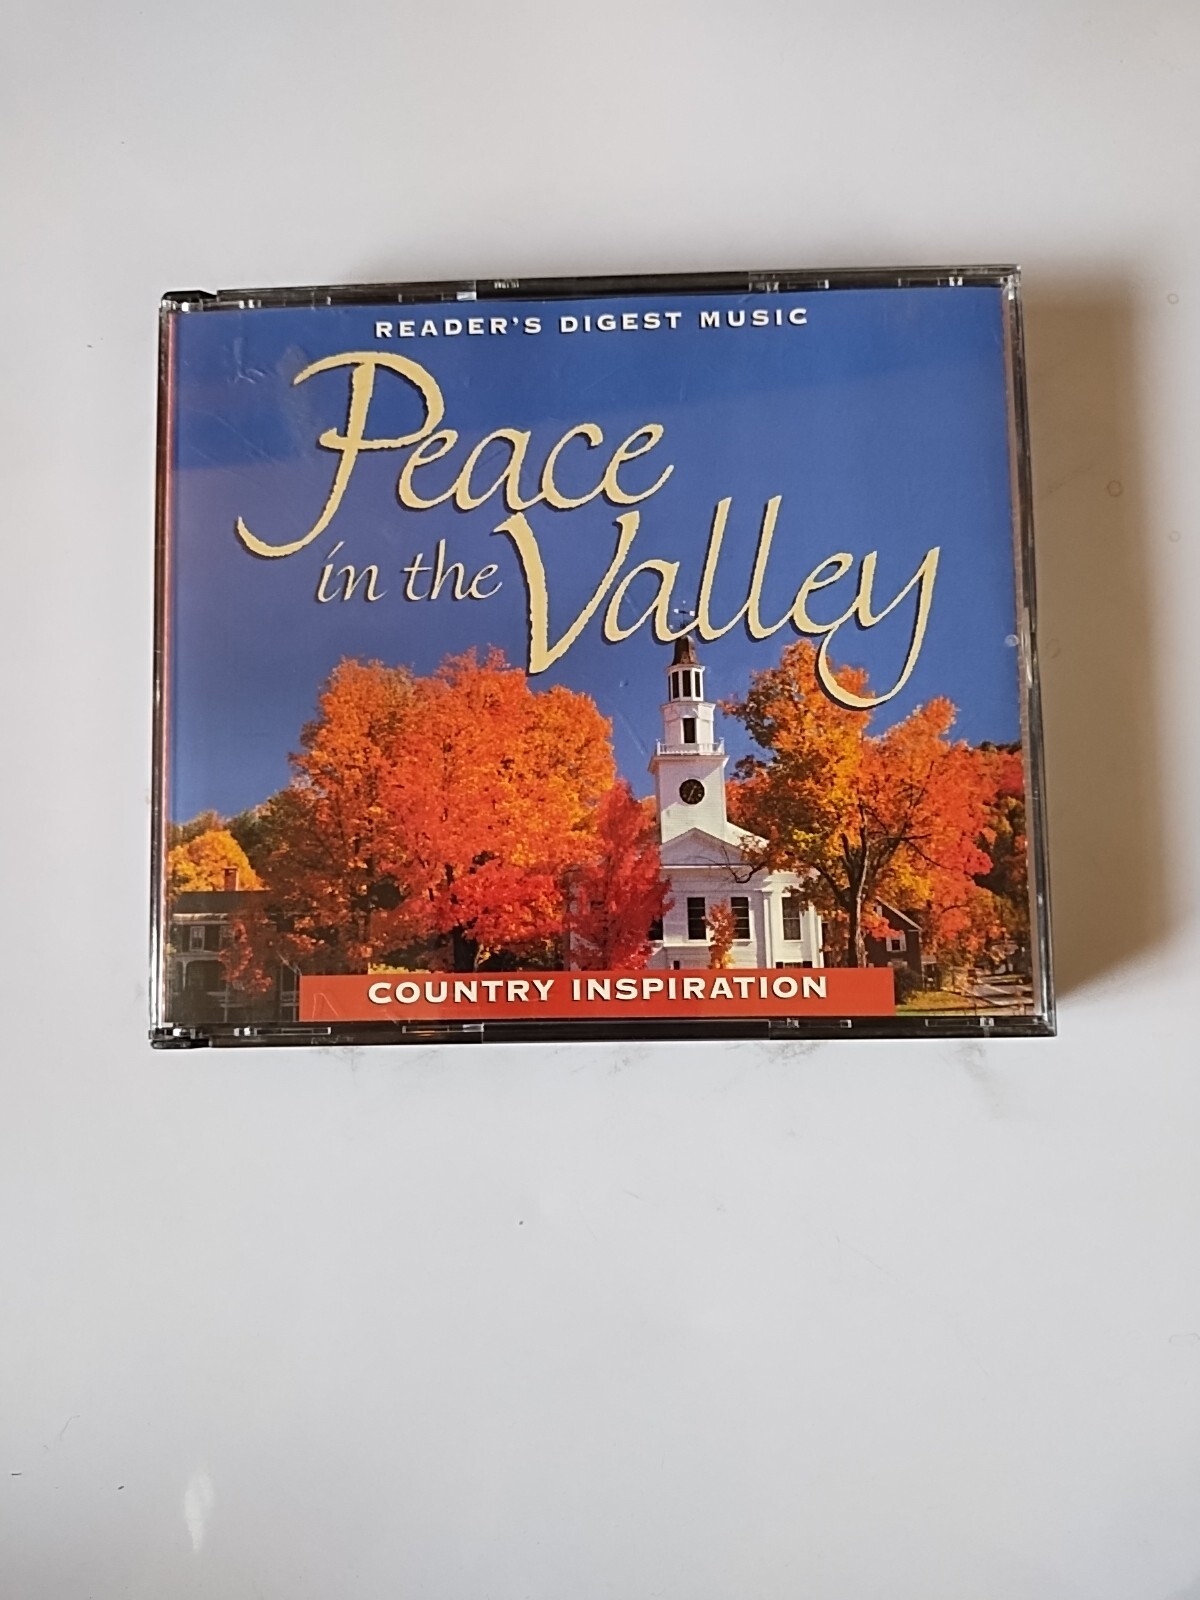 READER'S DIGEST MUSIC
Peace
in the Valley
COUNTRY INSPIRATION